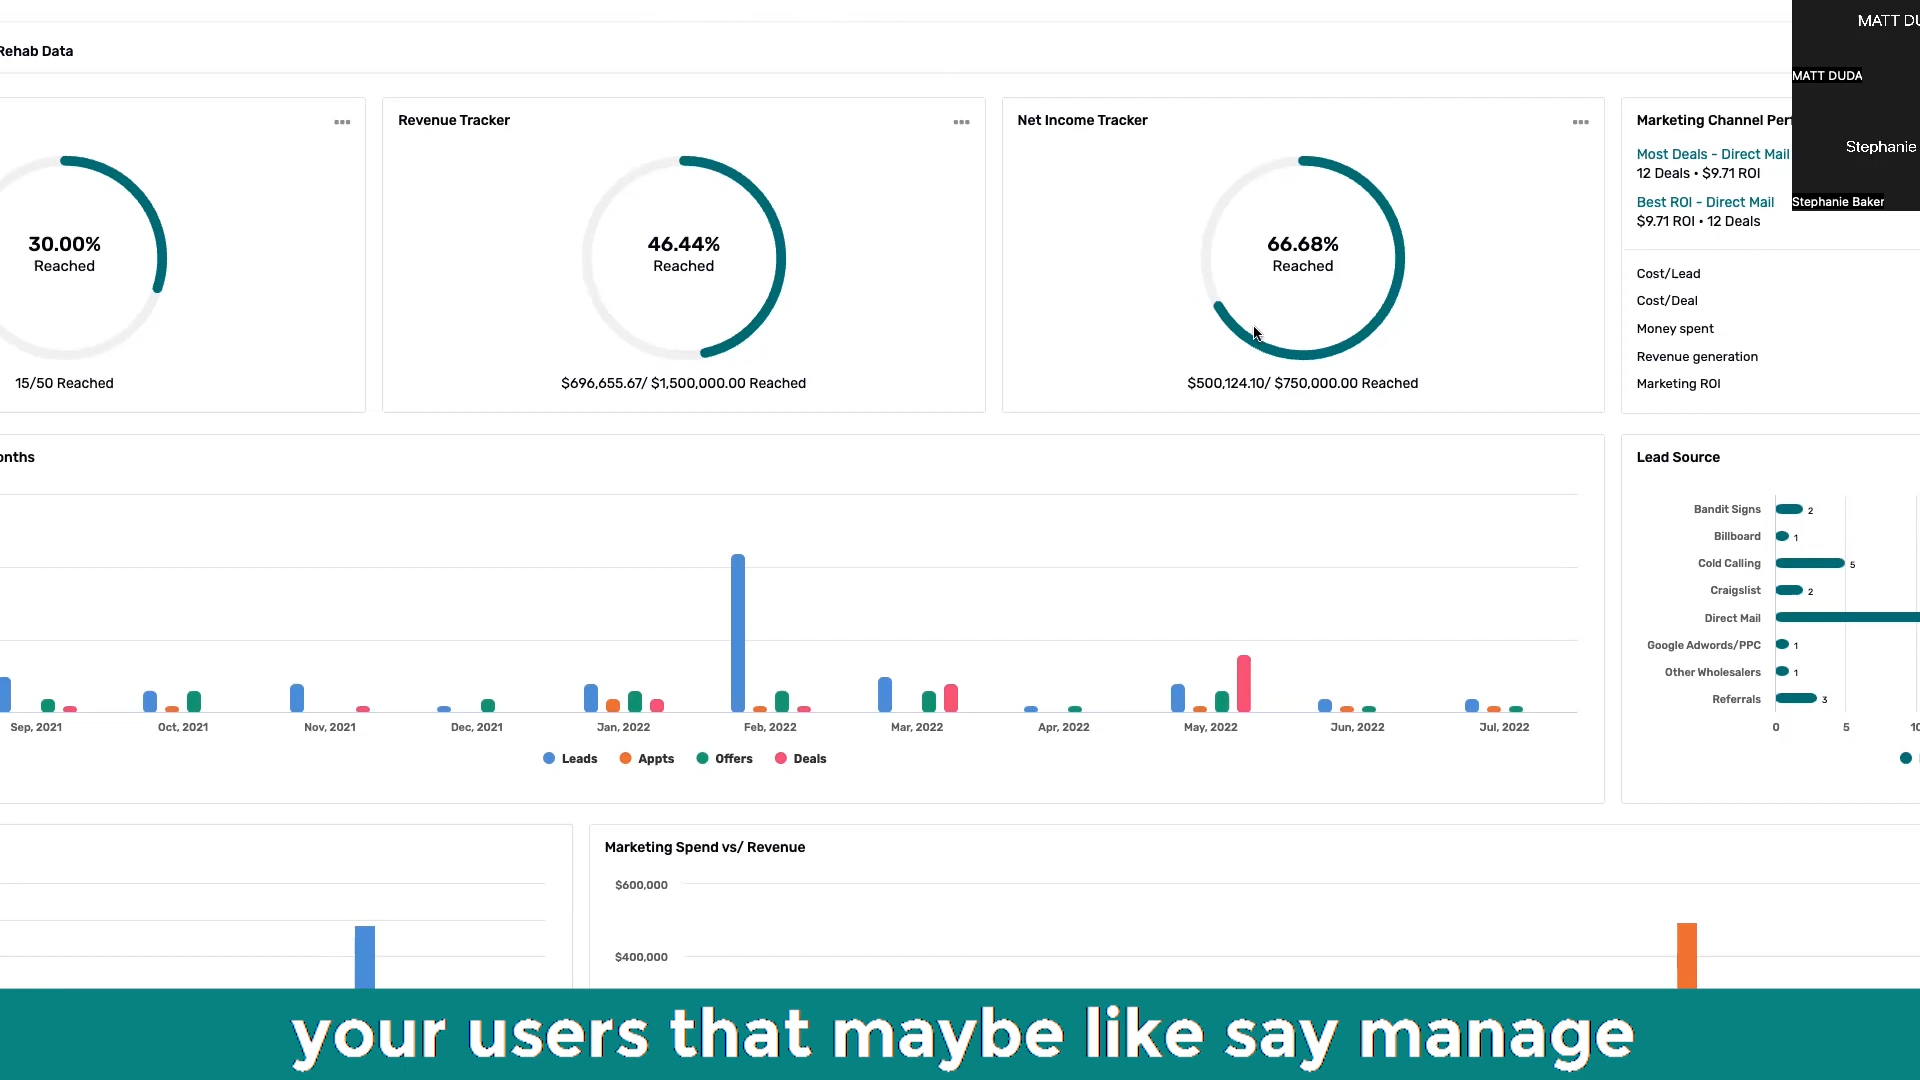 MATT DU
Rehab Data
MATT DUDA
Revenue Tracker
Net Income Tracker
Marketing Channel Per
Stephanie
Most Deals - Direct Mail
12 Deals • $9.71 ROI
Best ROI - Direct Mail
Stephanie Baker
$9.71 ROI • 12 Deals
30.00%
Reached
46.44%
Reached
66.68%
Reached
Cost/Lead
Cost/Deal
Money spent
Revenue generation
Marketing ROI
15/50 Reached
$696,655.67/ $1,500,000.00 Reached
$500,124.10/ $750,000.00 Reached
onths
Lead Source
Bandit Signs 2
Billboard 1
Cold Calling 5
Craigslist 2
Direct Mail
Google Adwords/PPC 1
Other Wholesalers 1
Referrals 3
0 5 10
Sep, 2021 Oct, 2021 Nov, 2021 Dec, 2021 Jan, 2022 Feb, 2022 Mar, 2022 Apr, 2022 May, 2022 Jun, 2022 Jul, 2022
Leads Appts Offers Deals
Marketing Spend vs/ Revenue
$600,000
$400,000
your users that maybe like say manage